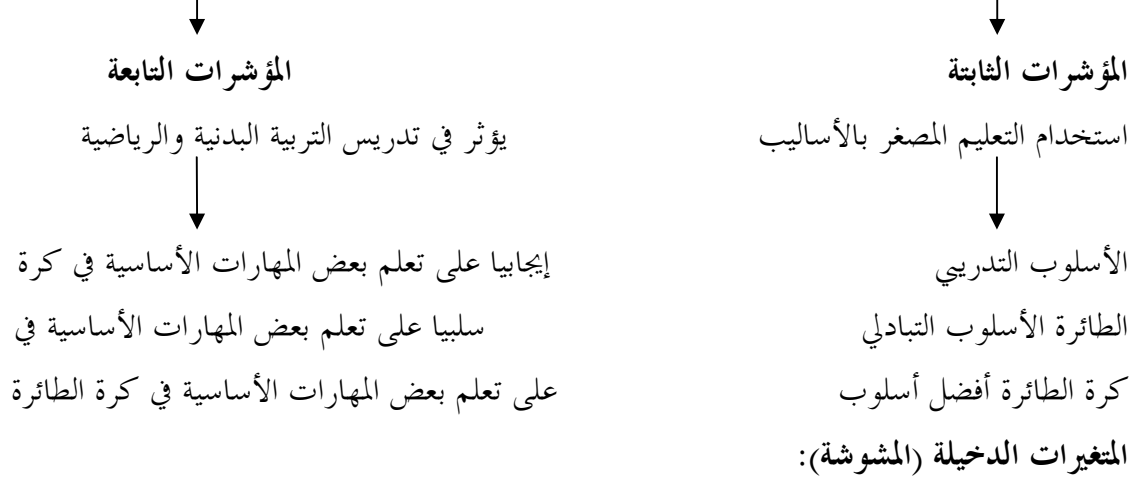 المؤشرات الثابتة المؤشرات التابعة
استخدام التعليم المصغر بالأساليب يؤثر في تدريس التربية البدنية والرياضية
الأسلوب التدريبي إيجابيا على تعلم بعض المهارات الأساسية في كرة
الطائرة الأسلوب التبادلي سلبيا على تعلم بعض المهارات الأساسية في
كرة الطائرة أفضل أسلوب على تعلم بعض المهارات الأساسية في كرة الطائرة
المتغيرات الدخيلة (المشوشة):